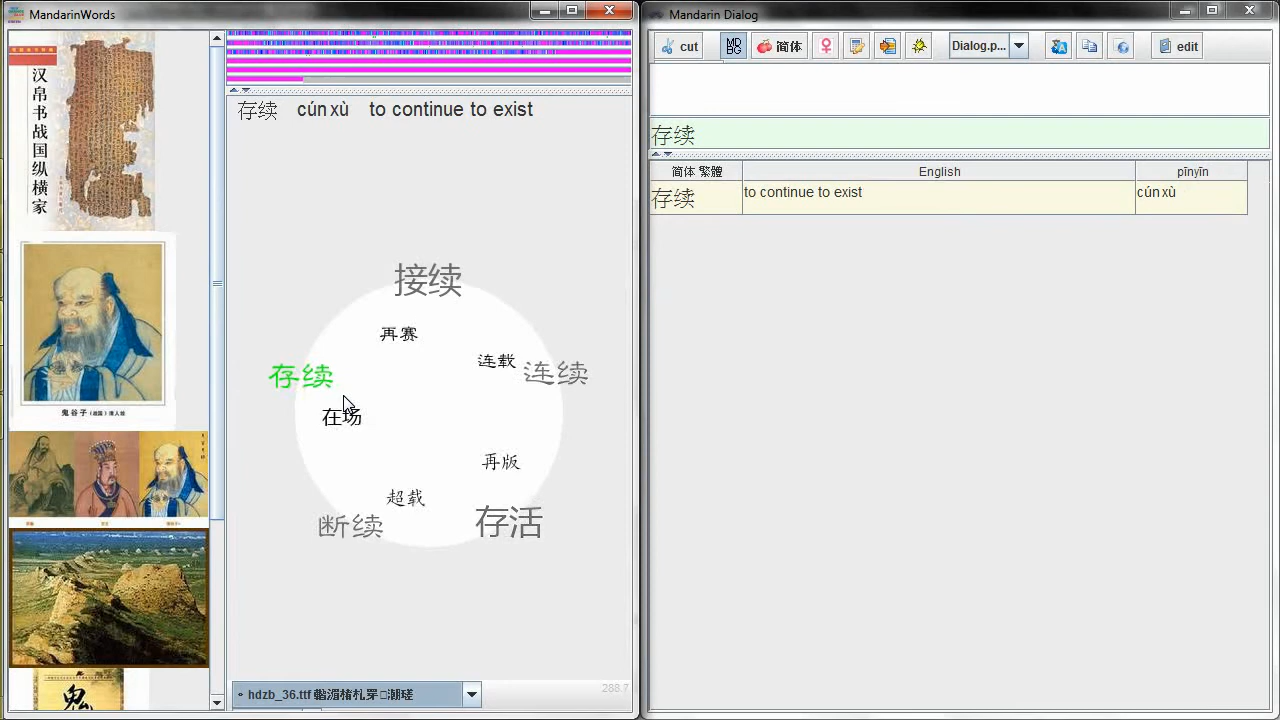 MandarinWords
汉帛书战国纵横家
鬼谷子
鬼
存续 cún xù to continue to exist
接续
再赛
连载
连续
存续
在场
再版
超载
存活
断续
hdzb_36.ttf
288.7
Mandarin Dialog
cut
简体
Dialog.p...
edit
存续
简体 繁體 English pīnyīn
存续 to continue to exist cún xù